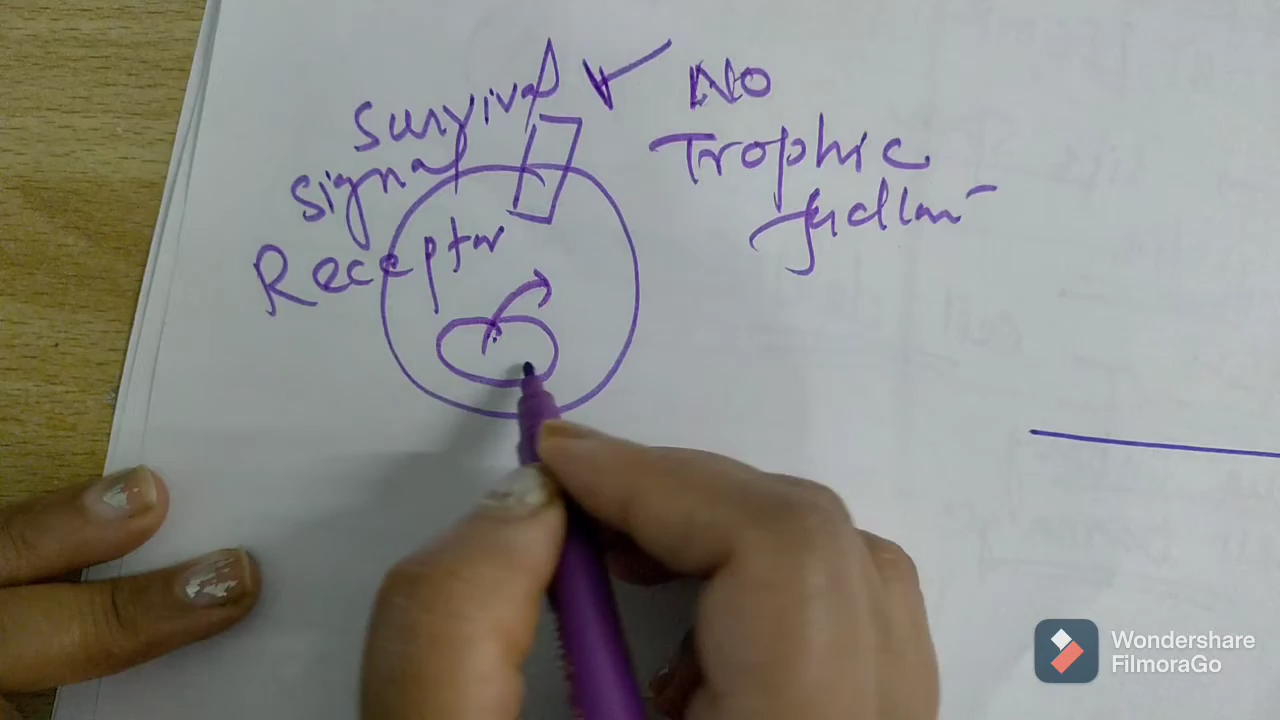 Survival
Signal
Receptor
No
Trophic
Wondershare
FilmoraGo